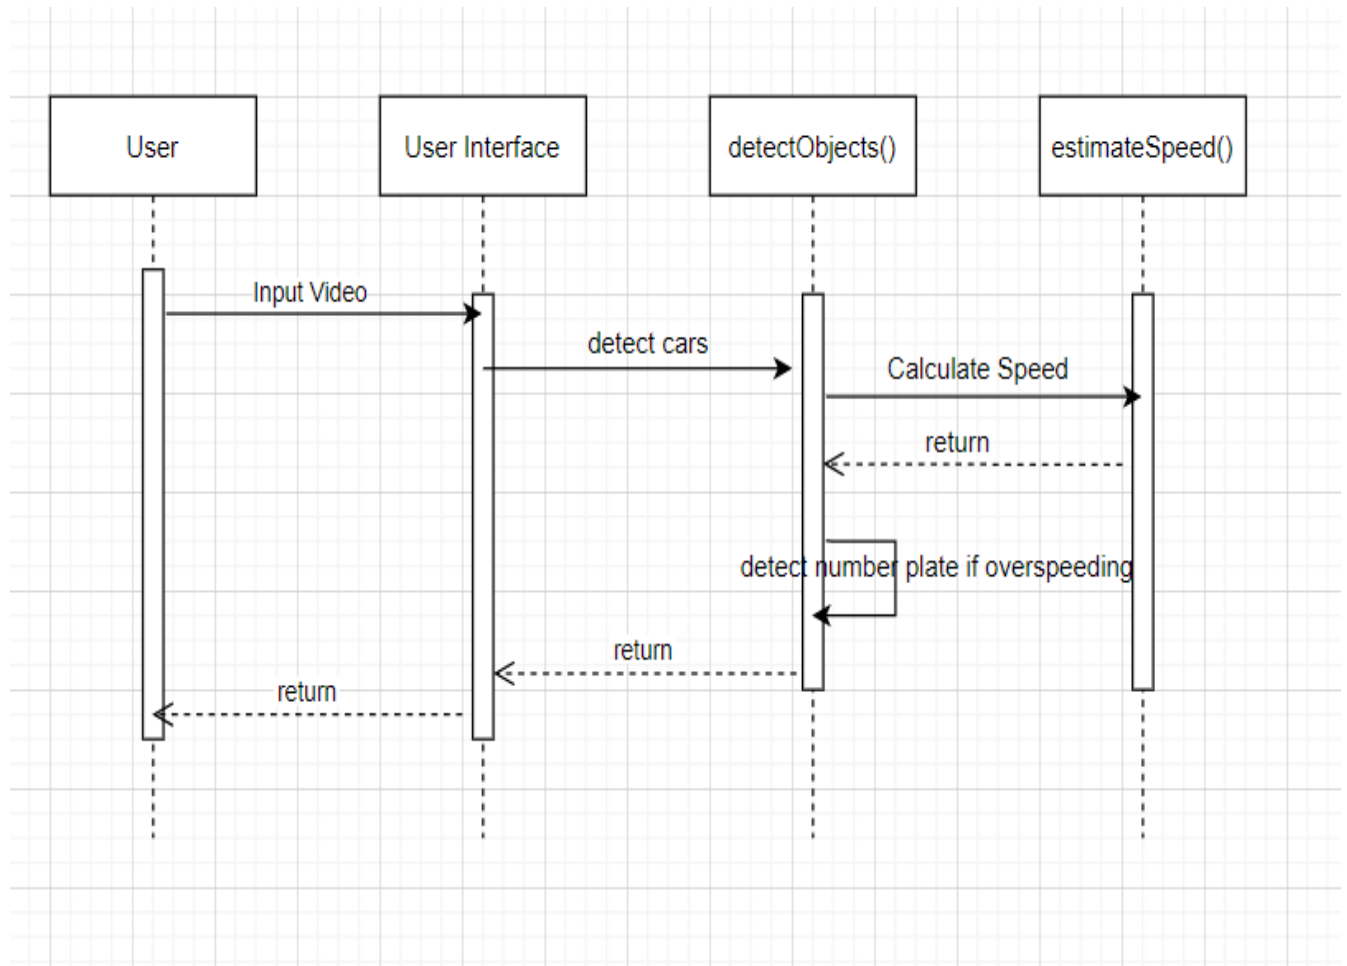 User
User Interface
detectObjects()
estimateSpeed()
Input Video
detect cars
Calculate Speed
return
detect number plate if overspeeding
return
return